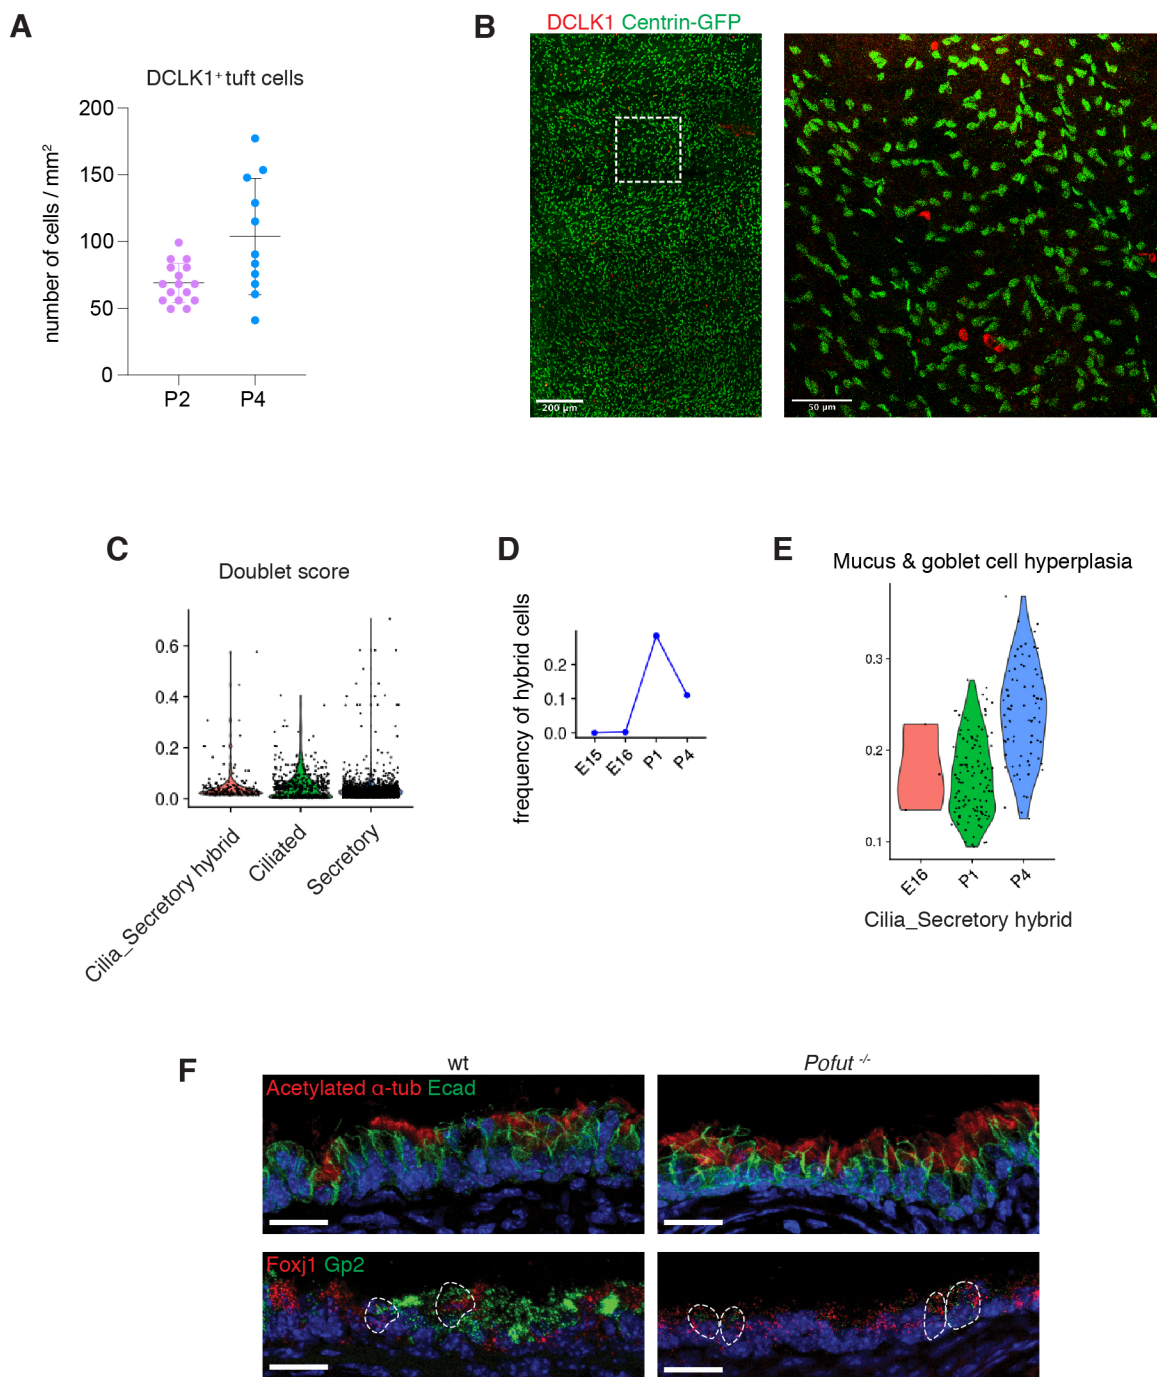 A
DCLK1⁺ tuft cells
number of cells / mm²
200
150
100
50
0
P2
P4
B
DCLK1 Centrin-GFP
200 µm
50 µm
C
Doublet score
0.6
0.4
0.2
0.0
Cilia_Secretory hybrid
Ciliated
Secretory
D
frequency of hybrid cells
0.2
0.1
0.0
E15
E16
P1
P4
E
Mucus & goblet cell hyperplasia
0.3
0.2
0.1
E16
P1
P4
Cilia_Secretory hybrid
F
wt
Pofut -/-
Acetylated α-tub Ecad
Foxj1 Gp2